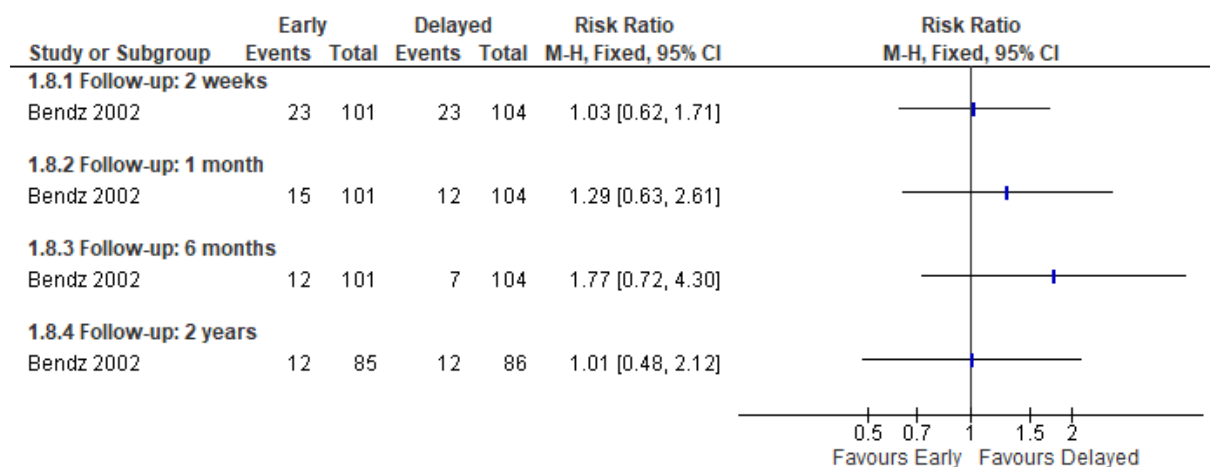 Early Delayed Risk Ratio Risk Ratio
Study or Subgroup Events Total Events Total M-H, Fixed, 95% CI M-H, Fixed, 95% CI
1.8.1 Follow-up: 2 weeks
Bendz 2002 23 101 23 104 1.03 [0.62, 1.71]
1.8.2 Follow-up: 1 month
Bendz 2002 15 101 12 104 1.29 [0.63, 2.61]
1.8.3 Follow-up: 6 months
Bendz 2002 12 101 7 104 1.77 [0.72, 4.30]
1.8.4 Follow-up: 2 years
Bendz 2002 12 85 12 86 1.01 [0.48, 2.12]
0.5 0.7 1 1.5 2
Favours Early Favours Delayed